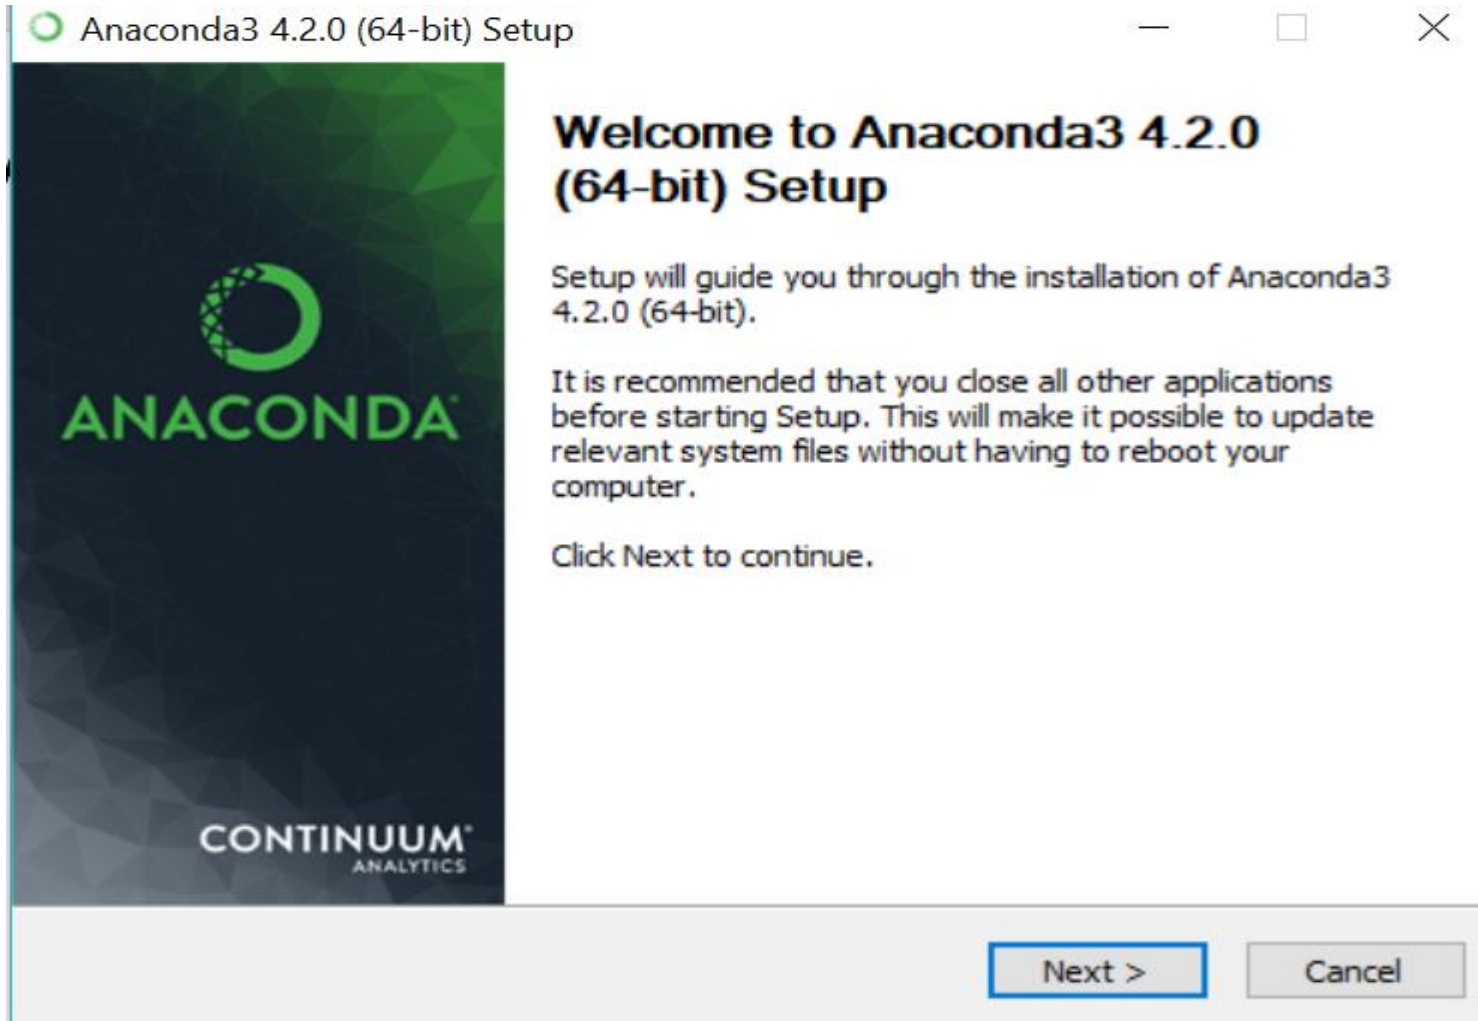 Anaconda3 4.2.0 (64-bit) Setup
Welcome to Anaconda3 4.2.0
(64-bit) Setup
Setup will guide you through the installation of Anaconda3
4.2.0 (64-bit).
It is recommended that you close all other applications
before starting Setup. This will make it possible to update
relevant system files without having to reboot your
computer.
Click Next to continue.
ANACONDA
CONTINUUM
ANALYTICS
Next >
Cancel